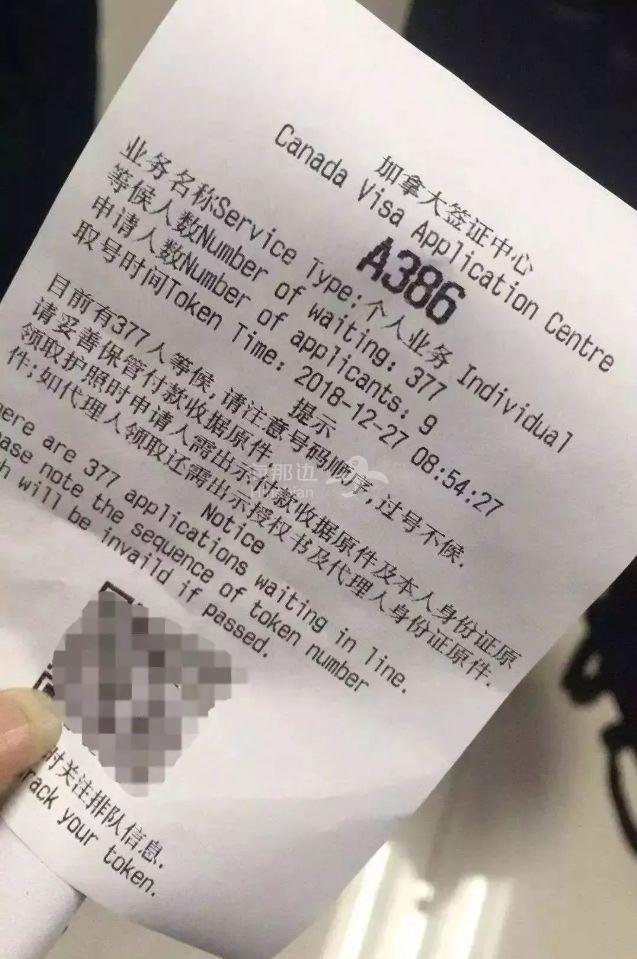 加拿大签证中心
Canada Visa Application Centre
A386
业务名称Service Type:个人业务 Individual
等候人数Number of waiting: 377
申请人数Number of applicants: 9
取号时间Token Time: 2018-12-27 08:54:27
提示
目前有377人等候,请注意号码顺序,过号不候.
请妥善保管付款收据原件.
领取护照时申请人需出示付款收据原件及本人身份证原
件;如代理人领取还需出示授权书及代理人身份证原件.
Notice
here are 377 applications waiting in line.
ease note the sequence of token number
ch will be invaild if passed.
时关注排队信息.
rack your token.
那边